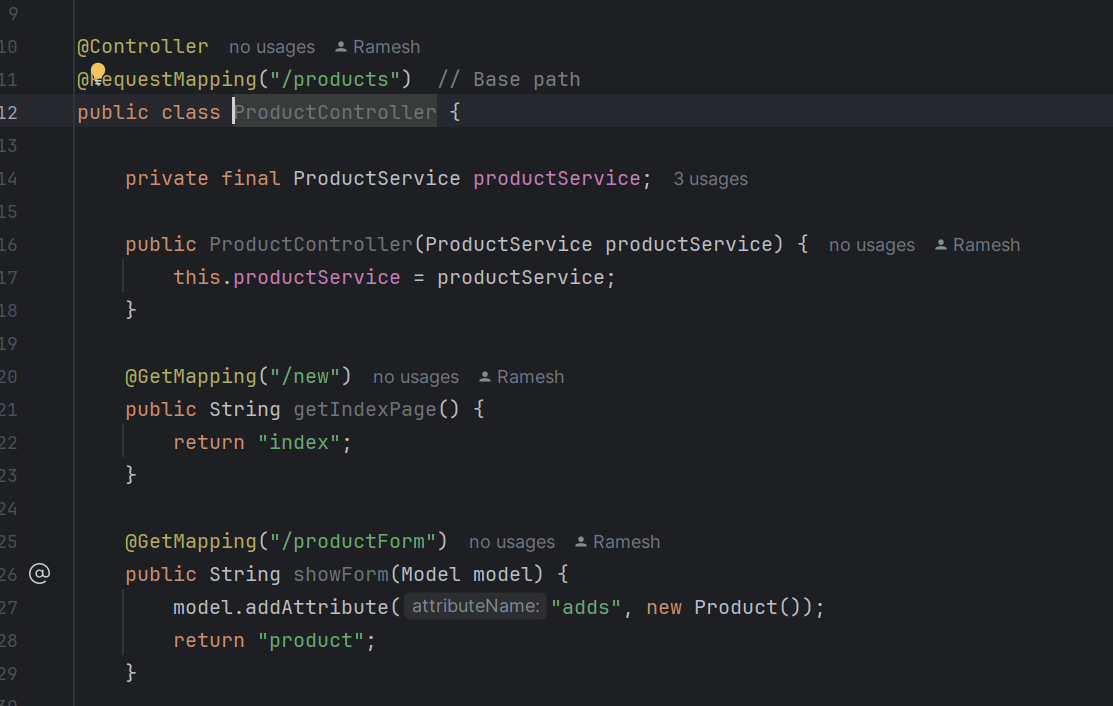 9
10 @Controller no usages Ramesh
11 @RequestMapping("/products") // Base path
12 public class ProductController {
13
14 private final ProductService productService; 3 usages
15
16 public ProductController(ProductService productService) { no usages Ramesh
17 this.productService = productService;
18 }
19
20 @GetMapping("/new") no usages Ramesh
21 public String getIndexPage() {
22 return "index";
23 }
24
25 @GetMapping("/productForm") no usages Ramesh
26 @ public String showForm(Model model) {
27 model.addAttribute( attributeName: "adds", new Product());
28 return "product";
29 }